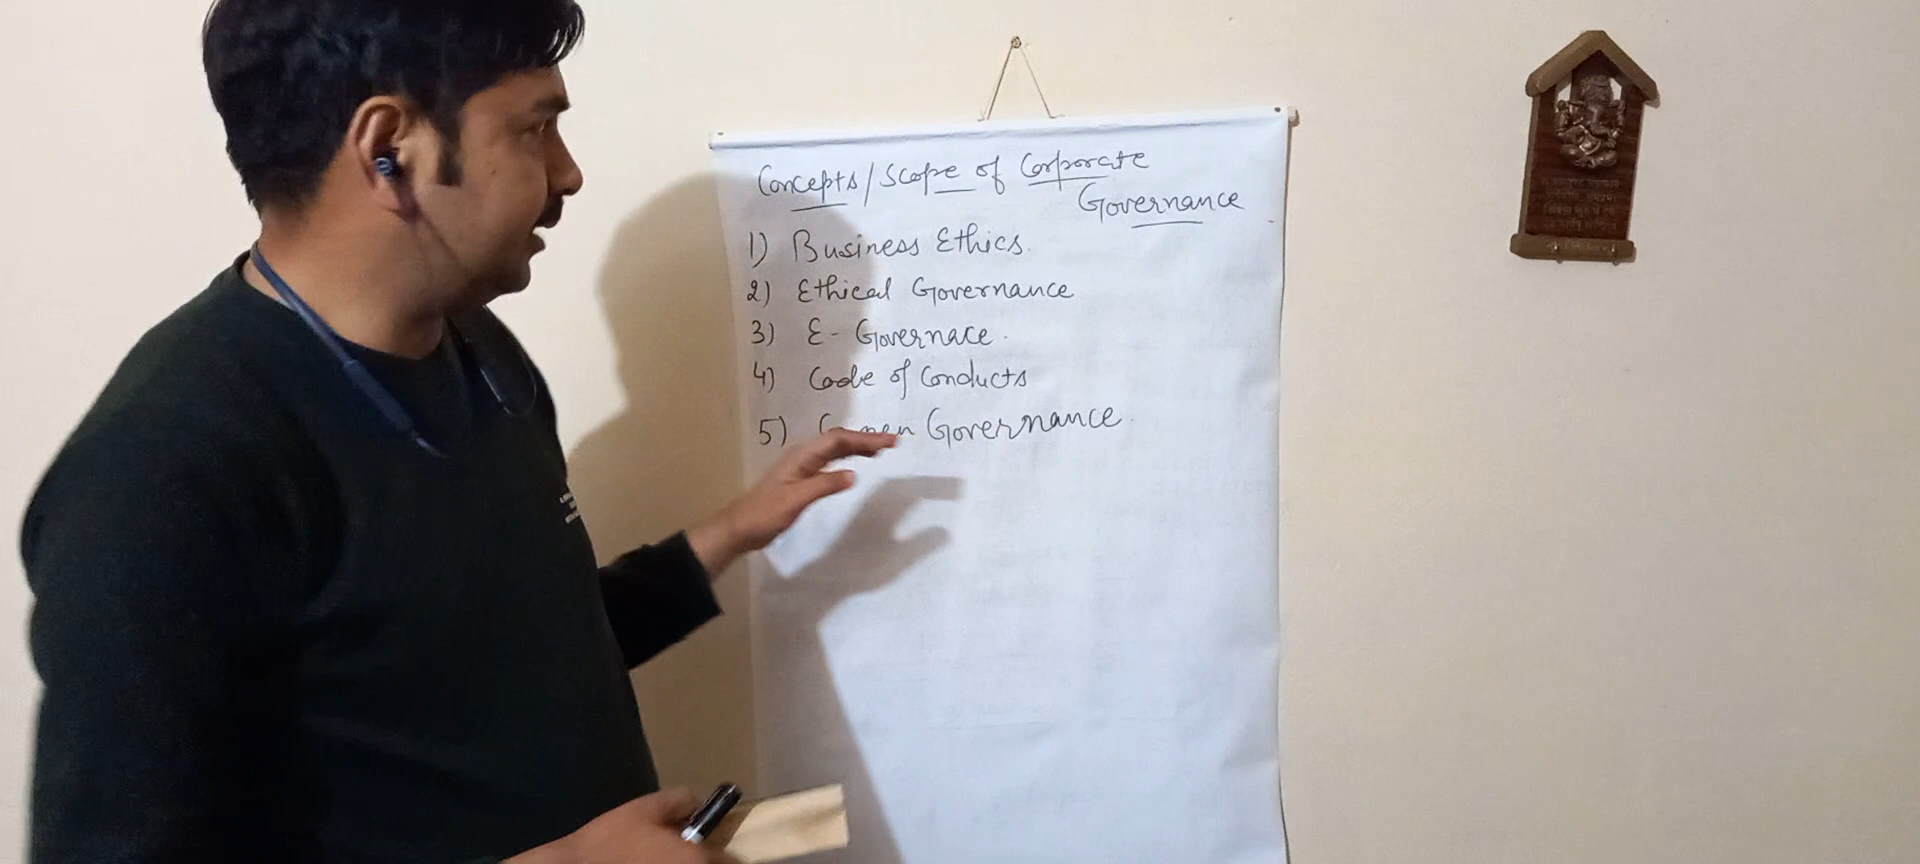 Concepts / Scope of Corporate
Governance
1) Business Ethics.
2) Ethical Governance
3) E- Governace.
4) Code of Conducts
5) Governance.